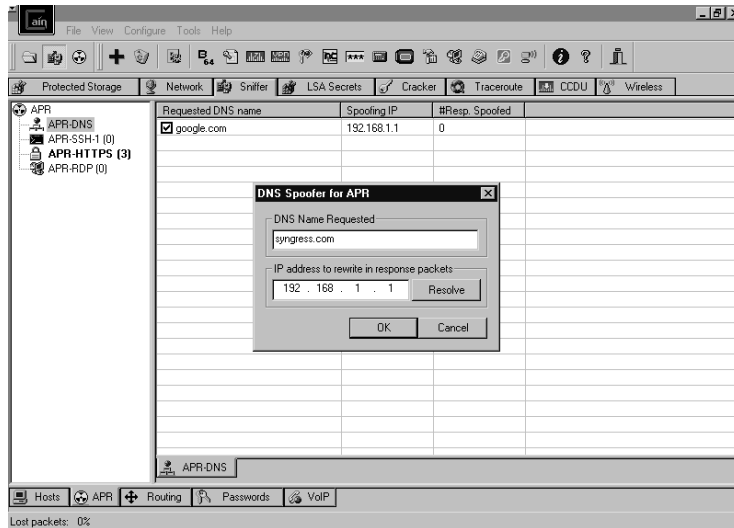 aín
File View Configure Tools Help
Protected Storage Network Sniffer LSA Secrets Cracker Traceroute CCDU Wireless
APR
APR-DNS
APR-SSH-1 (0)
APR-HTTPS (3)
APR-RDP (0)
Requested DNS name Spoofing IP #Resp. Spoofed
google.com 192.168.1.1 0
DNS Spoofer for APR
DNS Name Requested
syngress.com
IP address to rewrite in response packets
192 . 168 . 1 . 1 Resolve
OK Cancel
APR-DNS
Hosts APR Routing Passwords VoIP
Lost packets: 0%